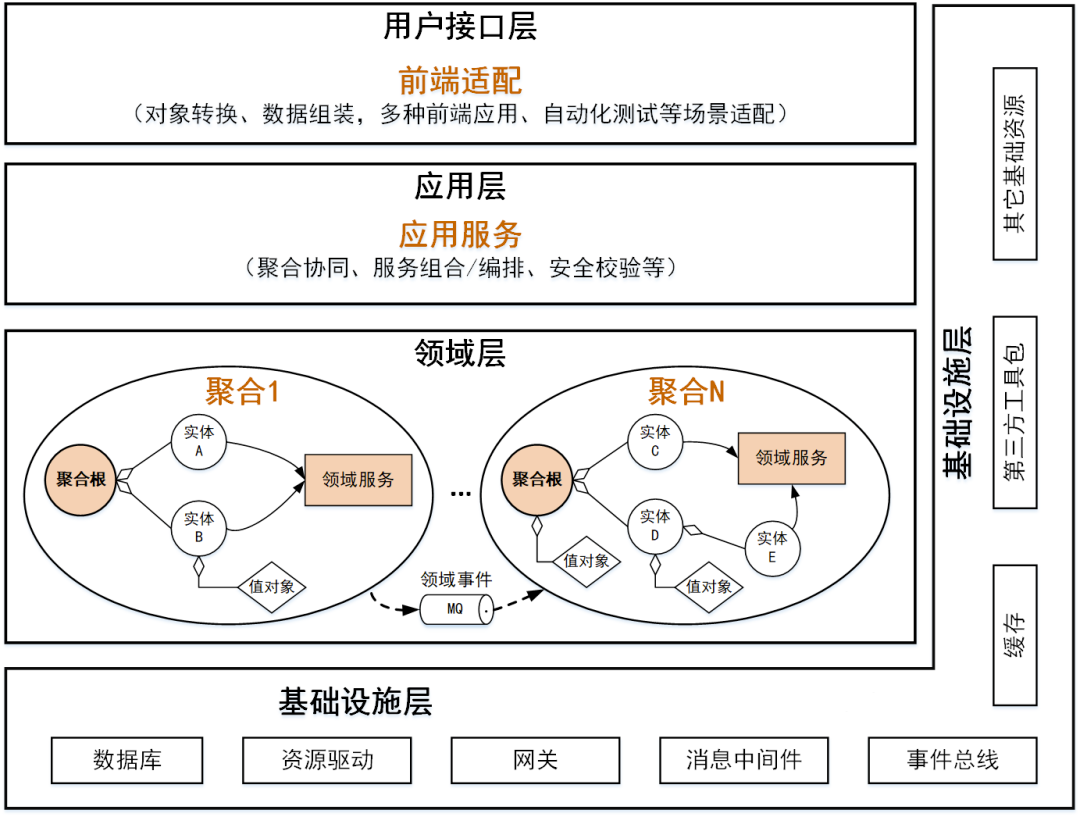 用户接口层
前端适配
（对象转换、数据组装，多种前端应用、自动化测试等场景适配）
应用层
应用服务
（聚合协同、服务组合/编排、安全校验等）
领域层
聚合1
聚合根
实体
A
实体
B
值对象
领域服务
...
领域事件
MQ
聚合N
聚合根
值对象
实体
C
实体
D
值对象
实体
E
领域服务
基础设施层
数据库
资源驱动
网关
消息中间件
事件总线
基础设施层
其它基础资源
第三方工具包
缓存